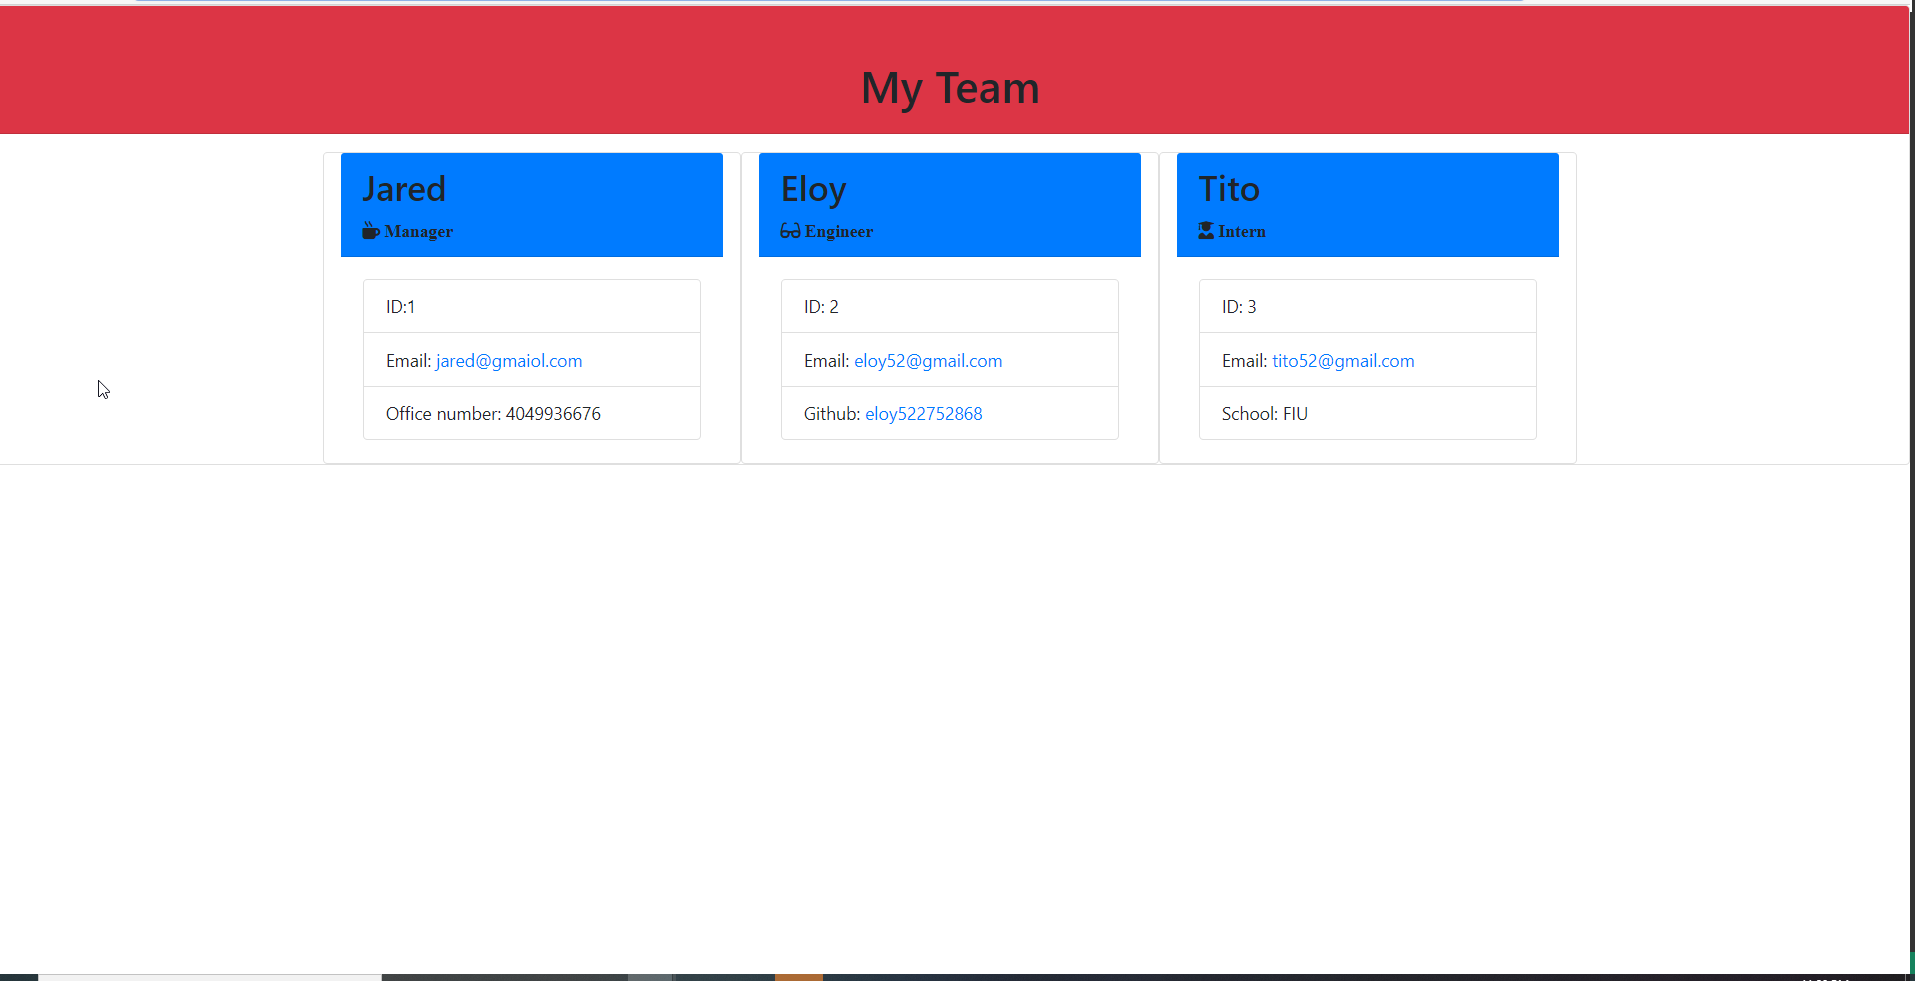 My Team
Jared
Manager
ID:1
Email: jared@gmaiol.com
Office number: 4049936676
Eloy
Engineer
ID: 2
Email: eloy52@gmail.com
Github: eloy522752868
Tito
Intern
ID: 3
Email: tito52@gmail.com
School: FIU